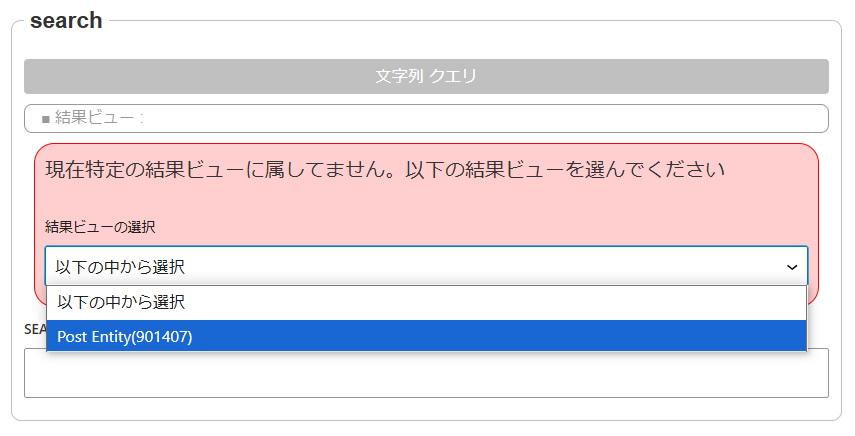 search
文字列 クエリ
■ 結果ビュー :
現在特定の結果ビューに属してません。以下の結果ビューを選んでください
結果ビューの選択
以下の中から選択
以下の中から選択
Post Entity(901407)